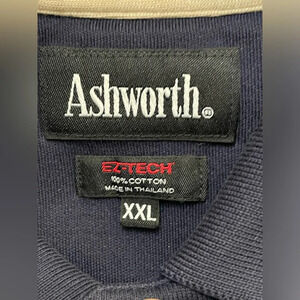 Ashworth®
EZ-TECH
100% COTTON
MADE IN THAILAND
XXL